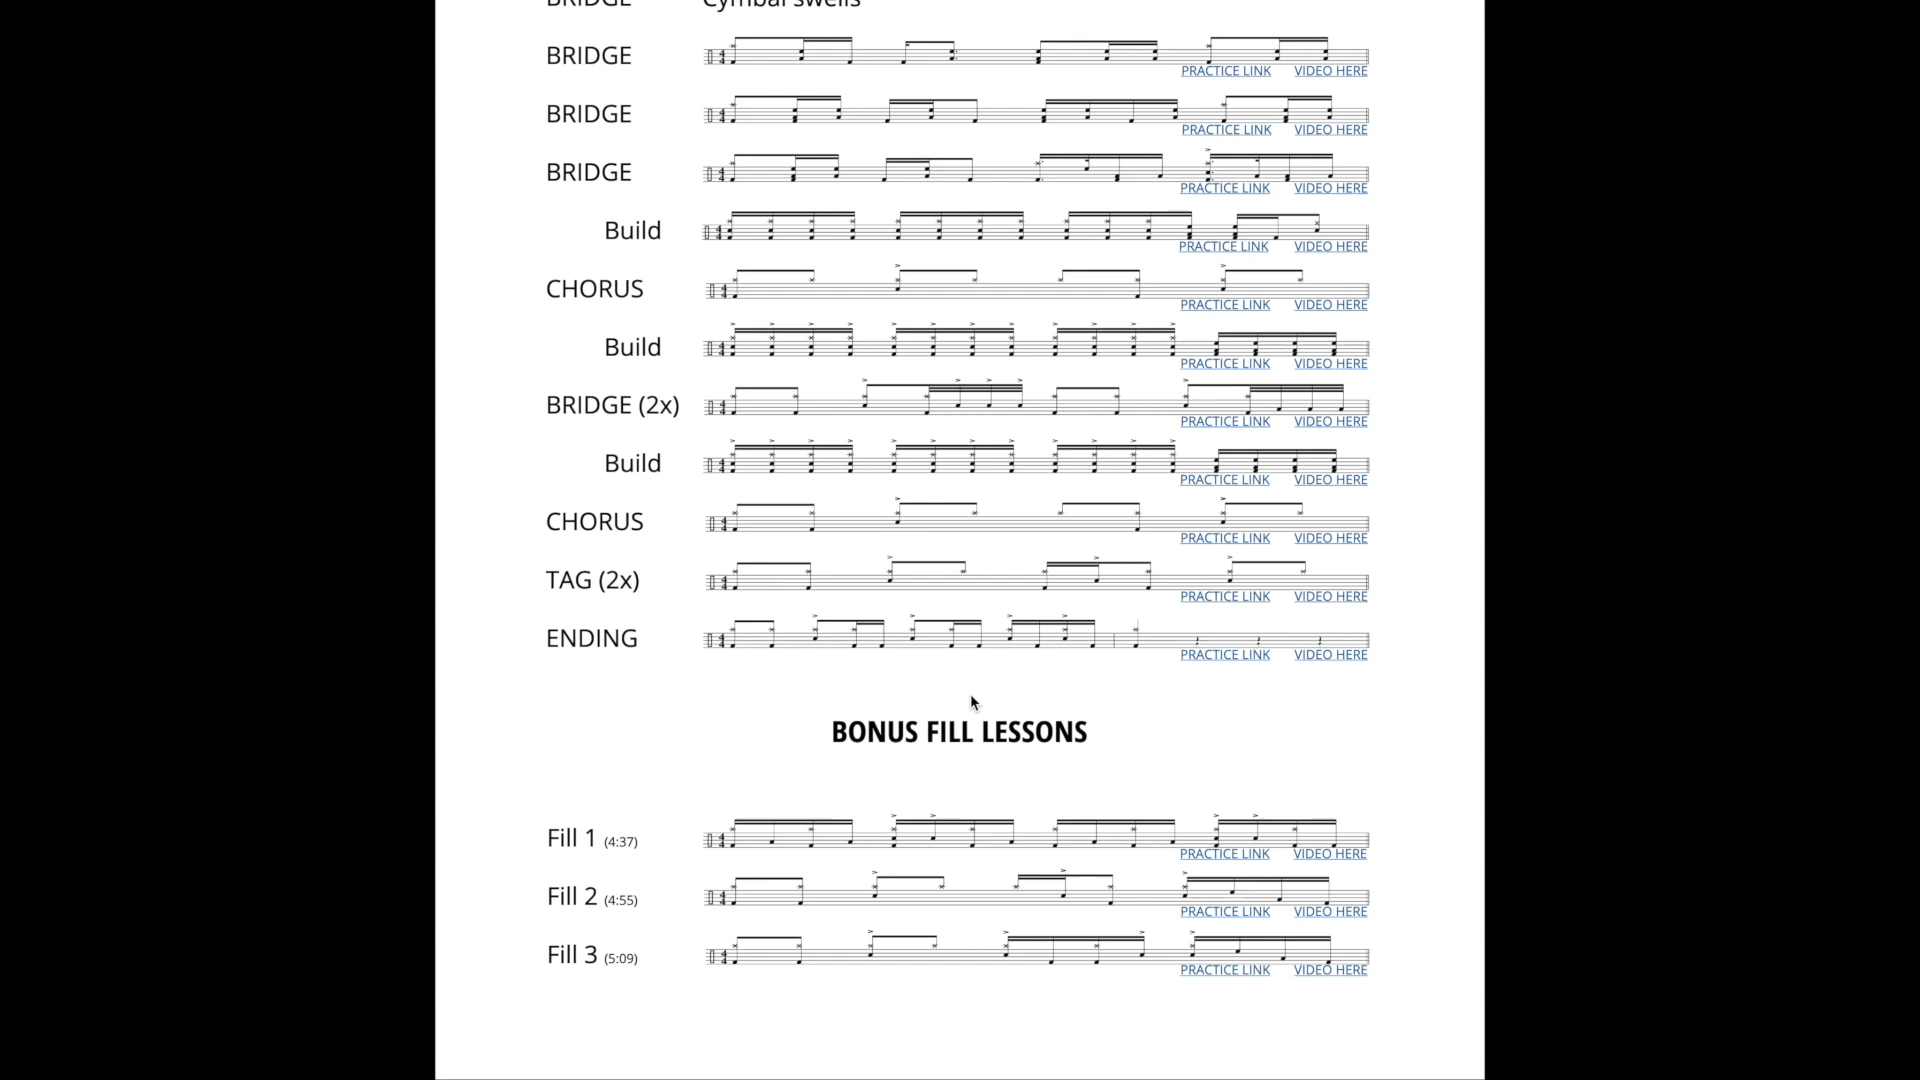 BRIDGE Cymbal swells
BRIDGE
PRACTICE LINK VIDEO HERE
BRIDGE
PRACTICE LINK VIDEO HERE
BRIDGE
PRACTICE LINK VIDEO HERE
Build
PRACTICE LINK VIDEO HERE
CHORUS
PRACTICE LINK VIDEO HERE
Build
PRACTICE LINK VIDEO HERE
BRIDGE (2x)
PRACTICE LINK VIDEO HERE
Build
PRACTICE LINK VIDEO HERE
CHORUS
PRACTICE LINK VIDEO HERE
TAG (2x)
PRACTICE LINK VIDEO HERE
ENDING
PRACTICE LINK VIDEO HERE
BONUS FILL LESSONS
Fill 1 (4:37)
PRACTICE LINK VIDEO HERE
Fill 2 (4:55)
PRACTICE LINK VIDEO HERE
Fill 3 (5:09)
PRACTICE LINK VIDEO HERE